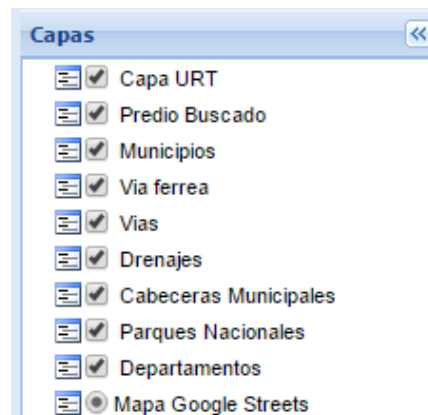 Capas
Capa URT
Predio Buscado
Municipios
Via ferrea
Vias
Drenajes
Cabeceras Municipales
Parques Nacionales
Departamentos
Mapa Google Streets